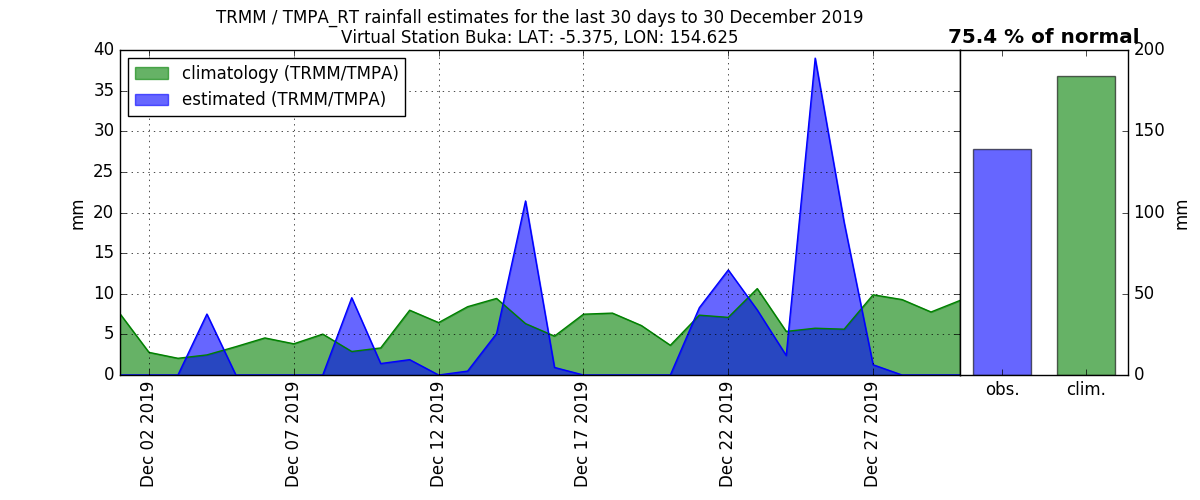 TRMM / TMPA_RT rainfall estimates for the last 30 days to 30 December 2019
Virtual Station Buka: LAT: -5.375, LON: 154.625
75.4 % of normal
climatology (TRMM/TMPA)
estimated (TRMM/TMPA)
40
35
30
25
20
15
10
5
0
mm
Dec 02 2019
Dec 07 2019
Dec 12 2019
Dec 17 2019
Dec 22 2019
Dec 27 2019
200
150
100
50
0
mm
obs.
clim.